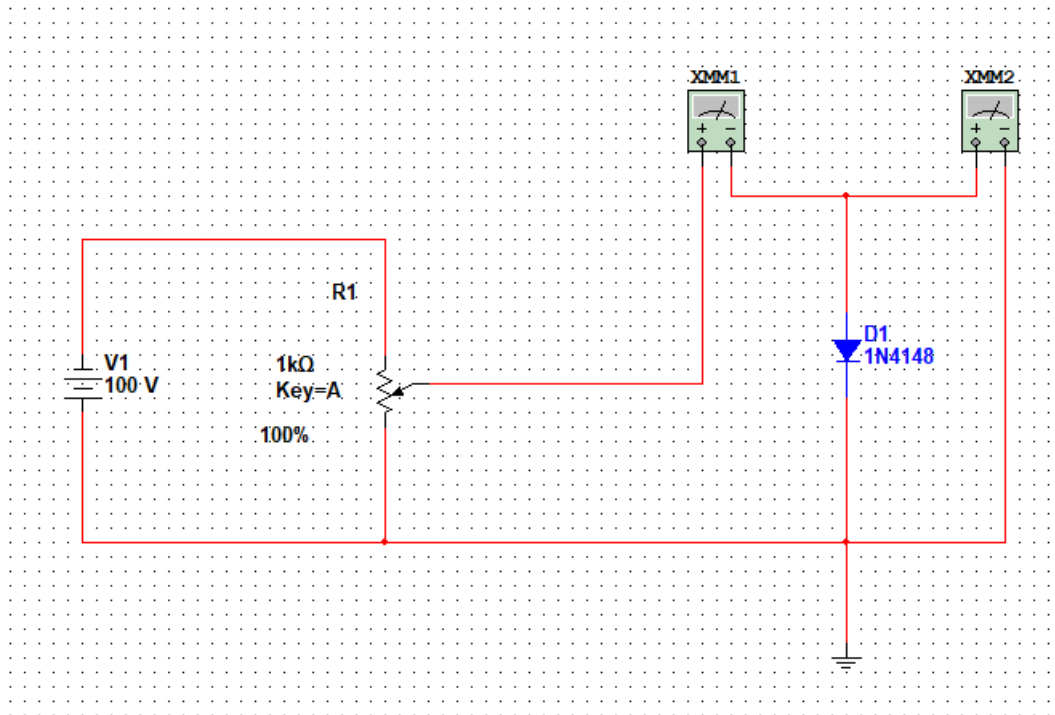 XMM1
XMM2
+ −
+ −
R1
V1
100 V
1kΩ
Key=A
100%
D1
1N4148